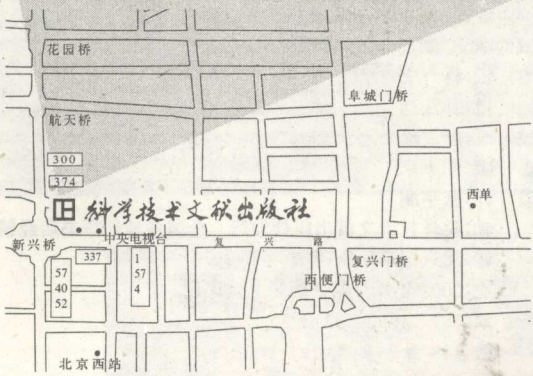 花园桥
阜城门桥
航天桥
300
374
科学技术文献出版社
西单
新兴桥
中央电视台
复兴路
337
57
40
52
1
57
4
复兴门桥
西便门桥
北京西站